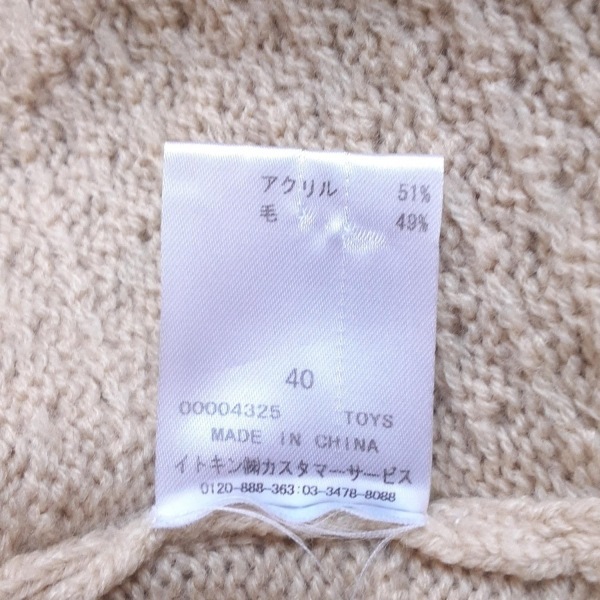 アクリル 51%
毛 49%
40
00004325 TOYS
MADE IN CHINA
イトキン㈱カスタマーサービス
0120-888-363:03-3478-8088